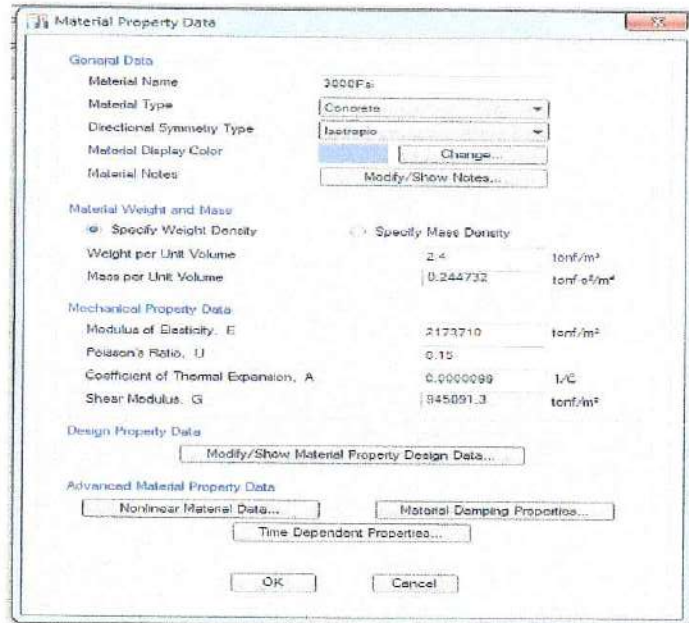 Material Property Data
General Data
Material Name 3000Psi
Material Type Concrete
Directional Symmetry Type Isotropic
Material Display Color Change...
Material Notes Modify/Show Notes...
Material Weight and Mass
Specify Weight Density Specify Mass Density
Weight per Unit Volume 2.4 tonf/m³
Mass per Unit Volume 0.244732 tonf-s²/m⁴
Mechanical Property Data
Modulus of Elasticity, E 2173710 tonf/m²
Poisson's Ratio, U 0.15
Coefficient of Thermal Expansion, A 0.0000099 1/C
Shear Modulus, G 945091.3 tonf/m²
Design Property Data
Modify/Show Material Property Design Data...
Advanced Material Property Data
Nonlinear Material Data... Material Damping Properties...
Time Dependent Properties...
OK Cancel